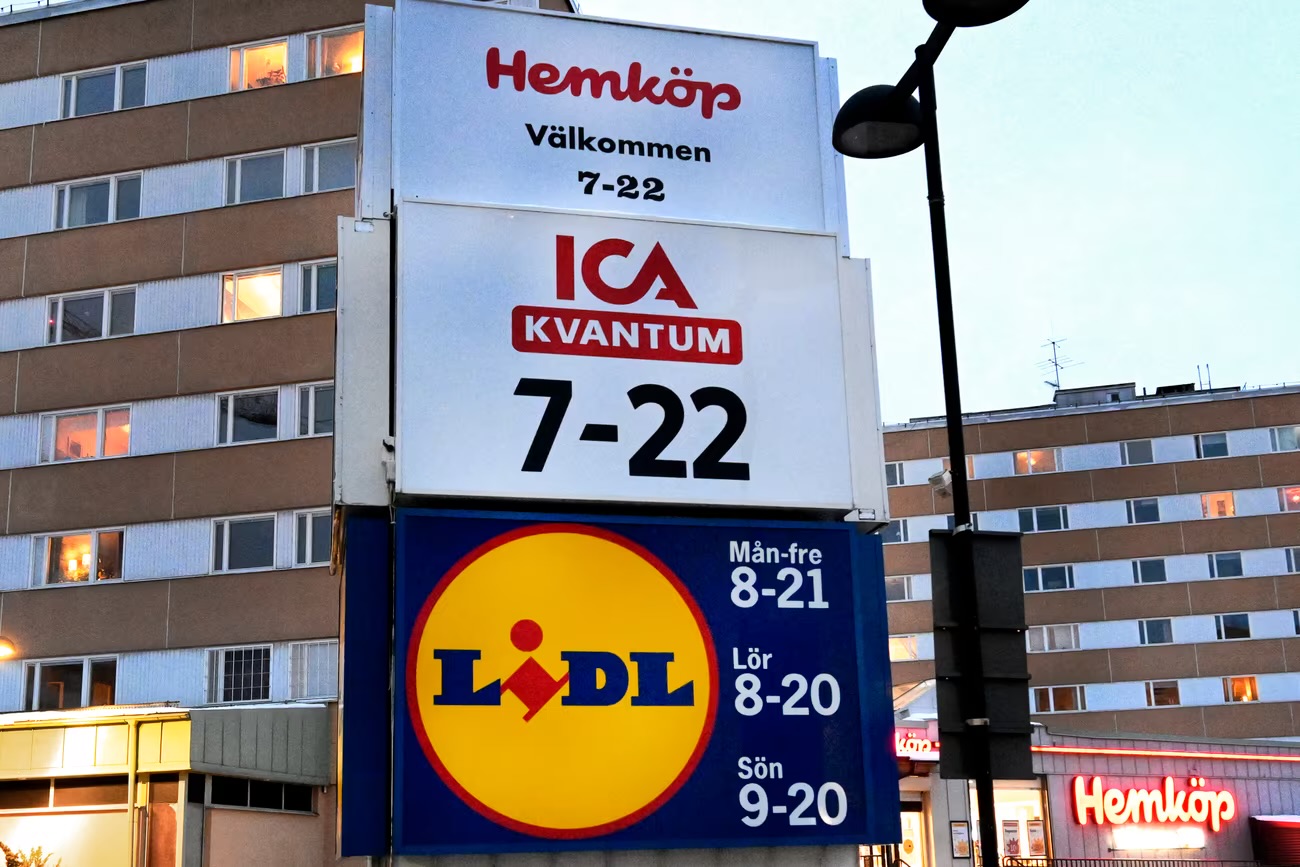 Hemköp
Välkommen
7-22
ICA
KVANTUM
7-22
LIDL
Mån-fre
8-21
Lör
8-20
Sön
9-20
köp
Hemköp